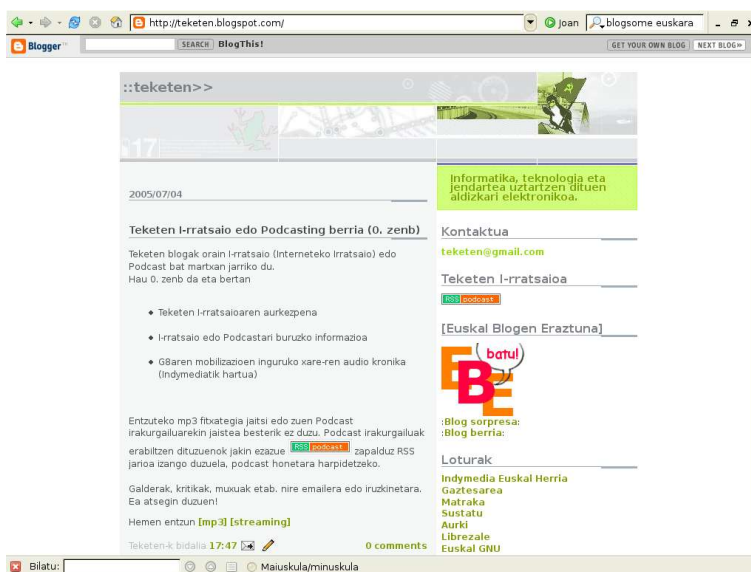 http://teketen.blogspot.com/
Joan
blogsome euskara
Blogger
SEARCH
BlogThis!
GET YOUR OWN BLOG
NEXT BLOG»
::teketen>>
17
Informatika, teknologia eta
jendartea uztartzen dituen
aldizkari elektronikoa.
2005/07/04
Teketen I-rratsaio edo Podcasting berria (0. zenb)
Teketen blogak orain I-rratsaio (Interneteko Irratsaio) edo
Podcast bat martxan jarriko du.
Hau 0. zenb da eta bertan
• Teketen I-rratsaioaren aurkezpena
• I-rratsaio edo Podcastari buruzko informazioa
• G8aren mobilizazioen inguruko xare-ren audio kronika
(Indymediatik hartua)
Entzuteko mp3 fitxategia jaitsi edo zuen Podcast
irakurgailuarekin jaistea besterik ez duzu. Podcast irakurgailuak
erabiltzen dituzuenok jakin ezazue RSS podcast zapalduz RSS
jarioa izango duzuela, podcast honetara harpidetzeko.
Galderak, kritikak, muxuak etab. nire emailera edo iruzkinetara.
Ea atsegin duzuen!
Hemen entzun [mp3] [streaming]
Teketen-k bidalia 17:47
0 comments
Kontaktua
teketen@gmail.com
Teketen I-rratsaioa
RSS podcast
[Euskal Blogen Eraztuna]
batu!
EBE
:Blog sorpresa:
:Blog berria:
Loturak
Indymedia Euskal Herria
Gaztesarea
Matraka
Sustatu
Aurki
Librezale
Euskal GNU
Bilatu:
Maiuskula/minuskula